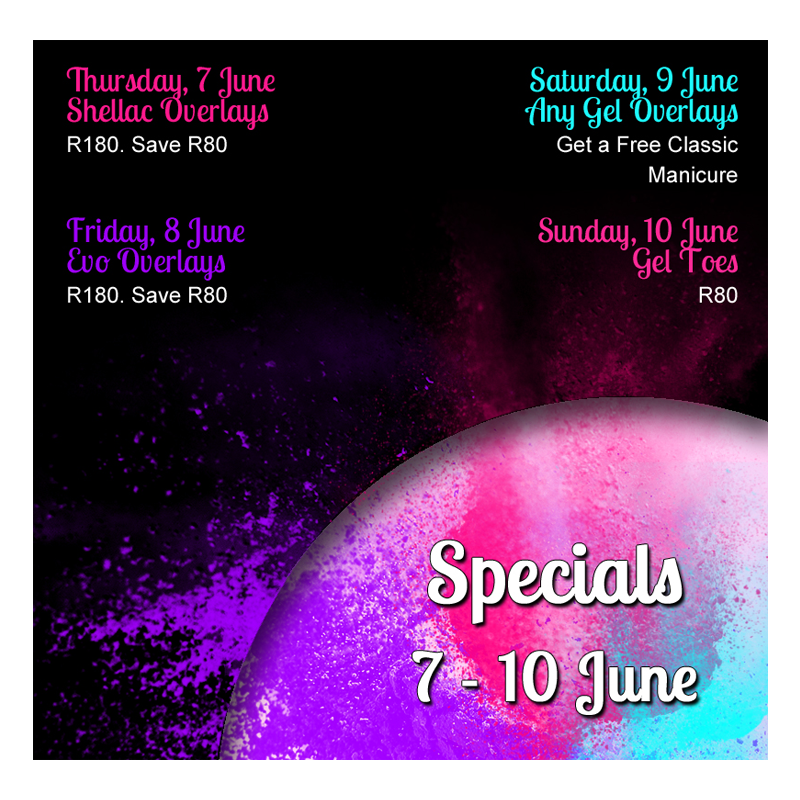 Thursday, 7 June
Shellac Overlays
R180. Save R80
Friday, 8 June
Evo Overlays
R180. Save R80
Saturday, 9 June
Any Gel Overlays
Get a Free Classic
Manicure
Sunday, 10 June
Gel Toes
R80
Specials
7 - 10 June